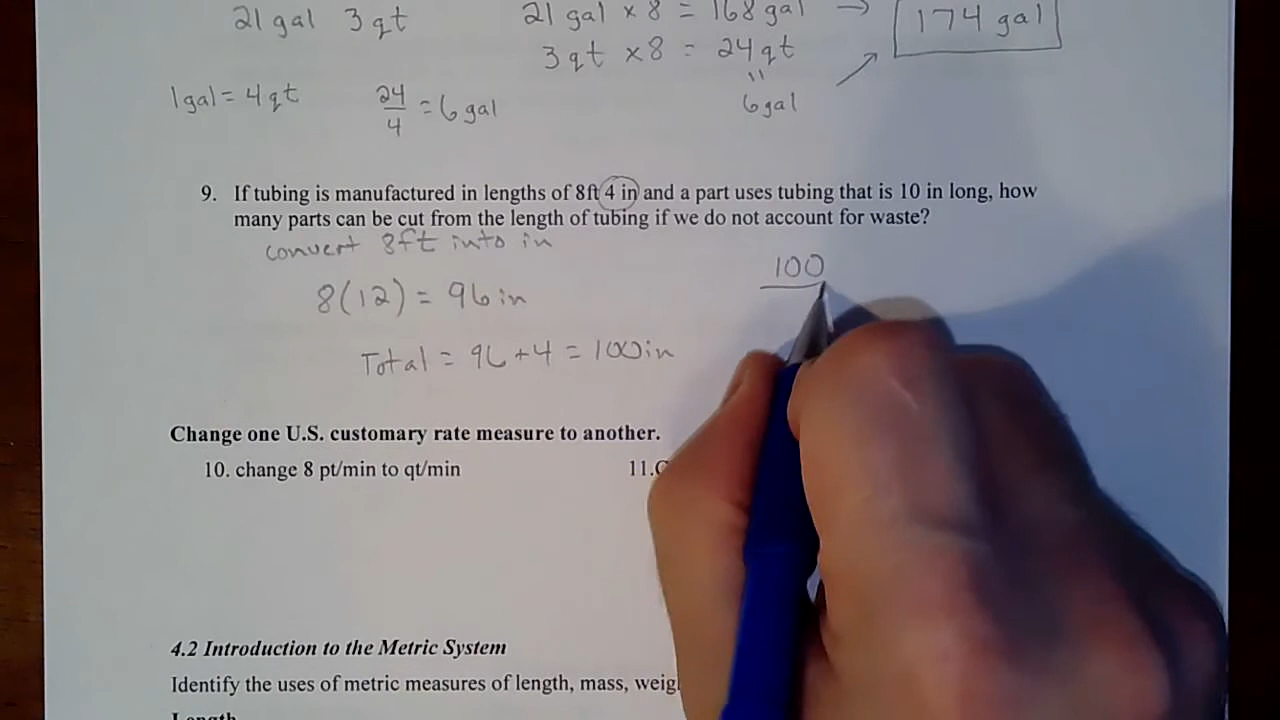 21 gal 3 qt
21 gal x 8 = 168 gal → 174 gal
3 qt x 8 = 24 qt
"
1 gal = 4 qt
24/4 = 6 gal
6 gal
9. If tubing is manufactured in lengths of 8ft 4 in and a part uses tubing that is 10 in long, how
many parts can be cut from the length of tubing if we do not account for waste?
convert 8ft into in
8(12) = 96 in
100
Total = 96 + 4 = 100in
Change one U.S. customary rate measure to another.
10. change 8 pt/min to qt/min
11.
4.2 Introduction to the Metric System
Identify the uses of metric measures of length, mass,
Length